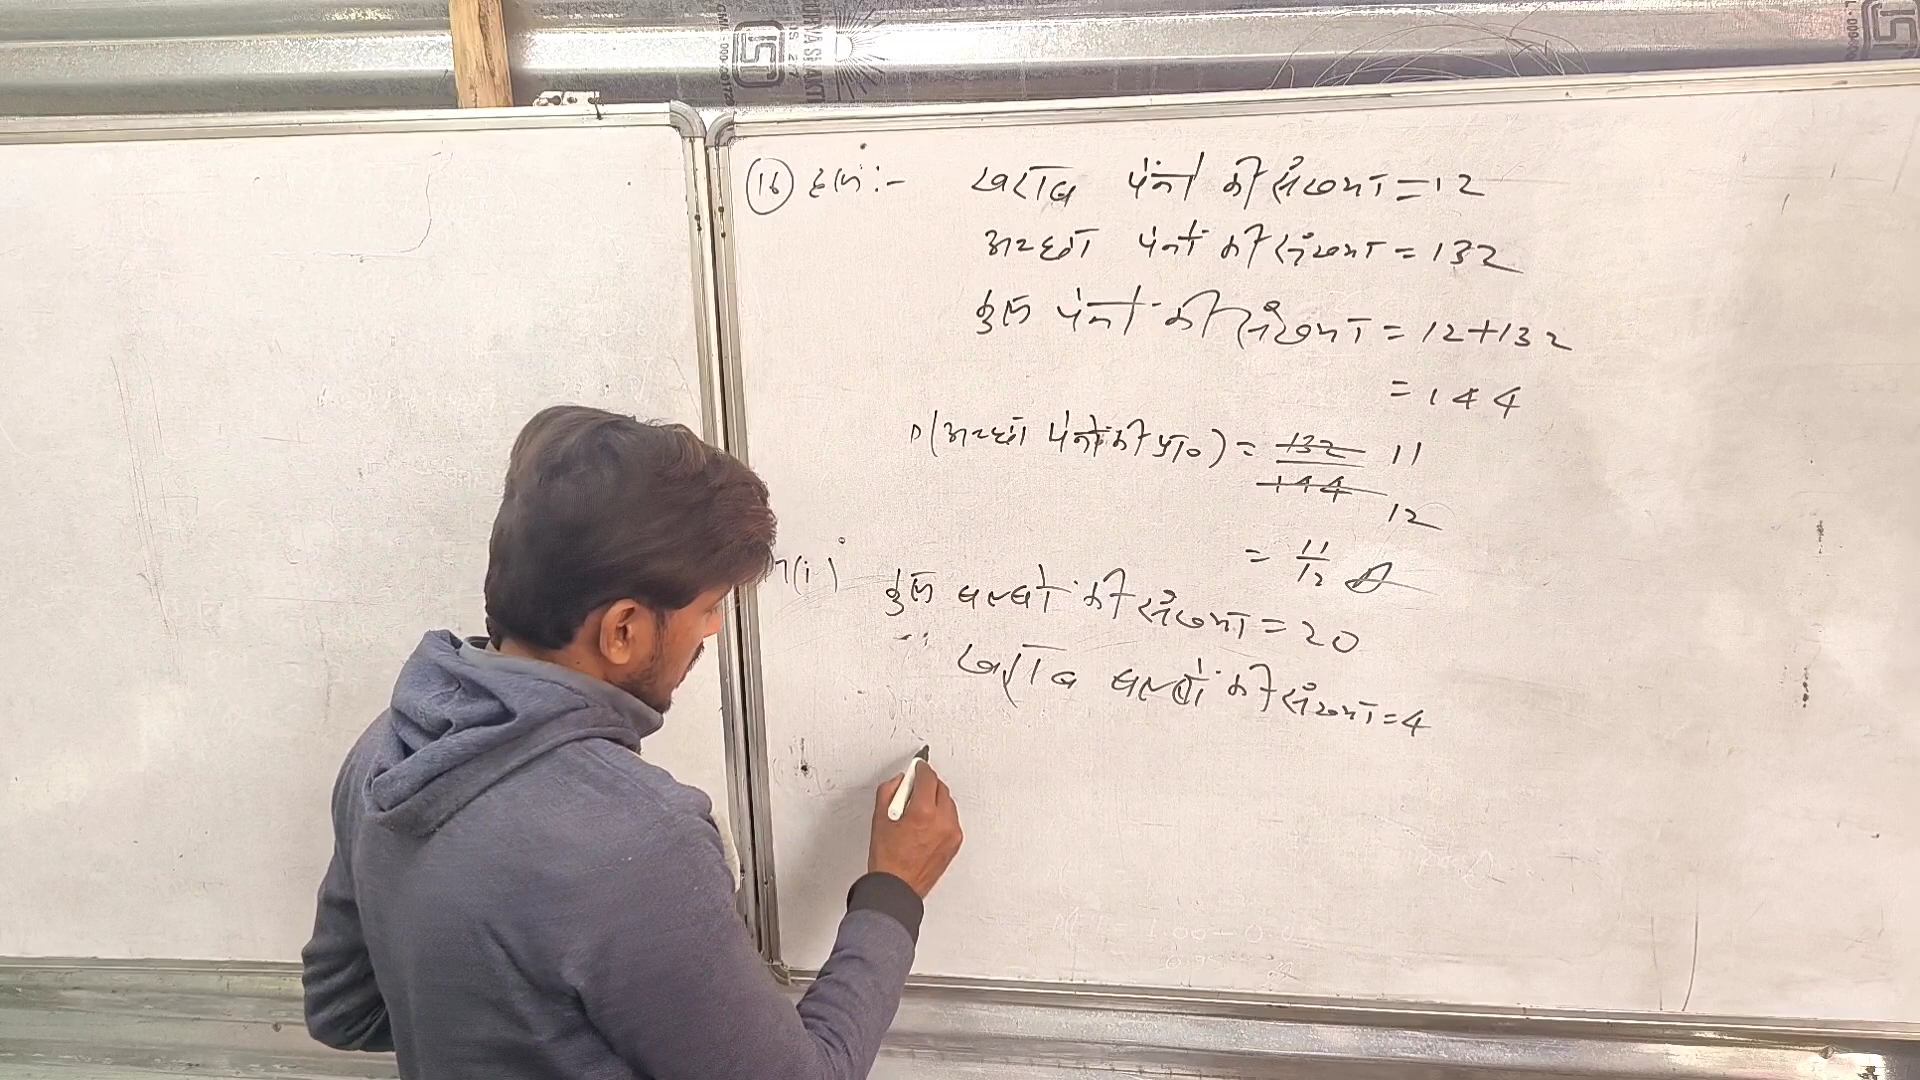 (16) हल :- खराब पेनों की संख्या = 12
अच्छे पेनों की संख्या = 132
कुल पेनों की संख्या = 12+132
= 144
P(अच्छे पेनों की प्रा०) = 132/144 11/12
= 11/12
(i) कुल बल्बों की संख्या = 20
खराब बल्बों की संख्या = 4